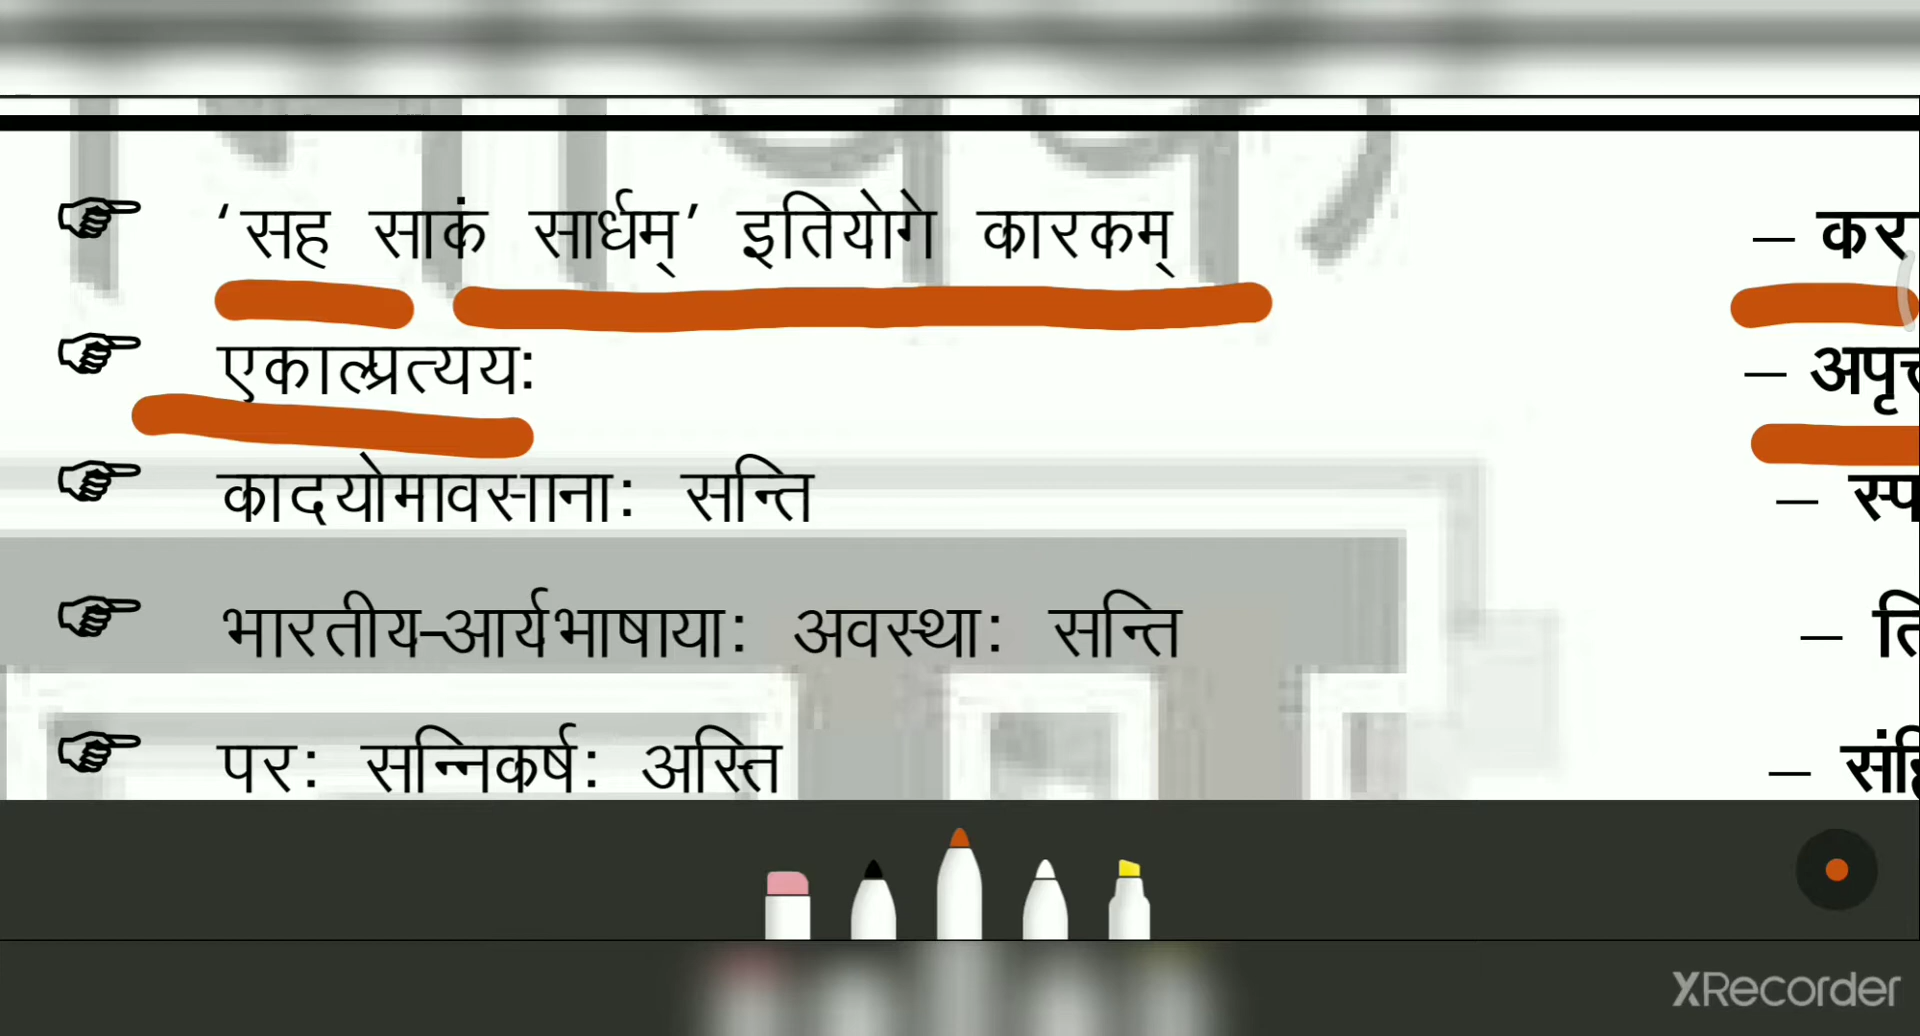 ☞ ‘सह साकं सार्धम्’ इतियोगे कारकम् – कर
☞ एकाल्प्रत्ययः – अपृक्
☞ कादयोमावसानाः सन्ति – स्प
☞ भारतीय-आर्यभाषायाः अवस्थाः सन्ति – ति
☞ परः सन्निकर्षः अस्ति – संहि
XRecorder